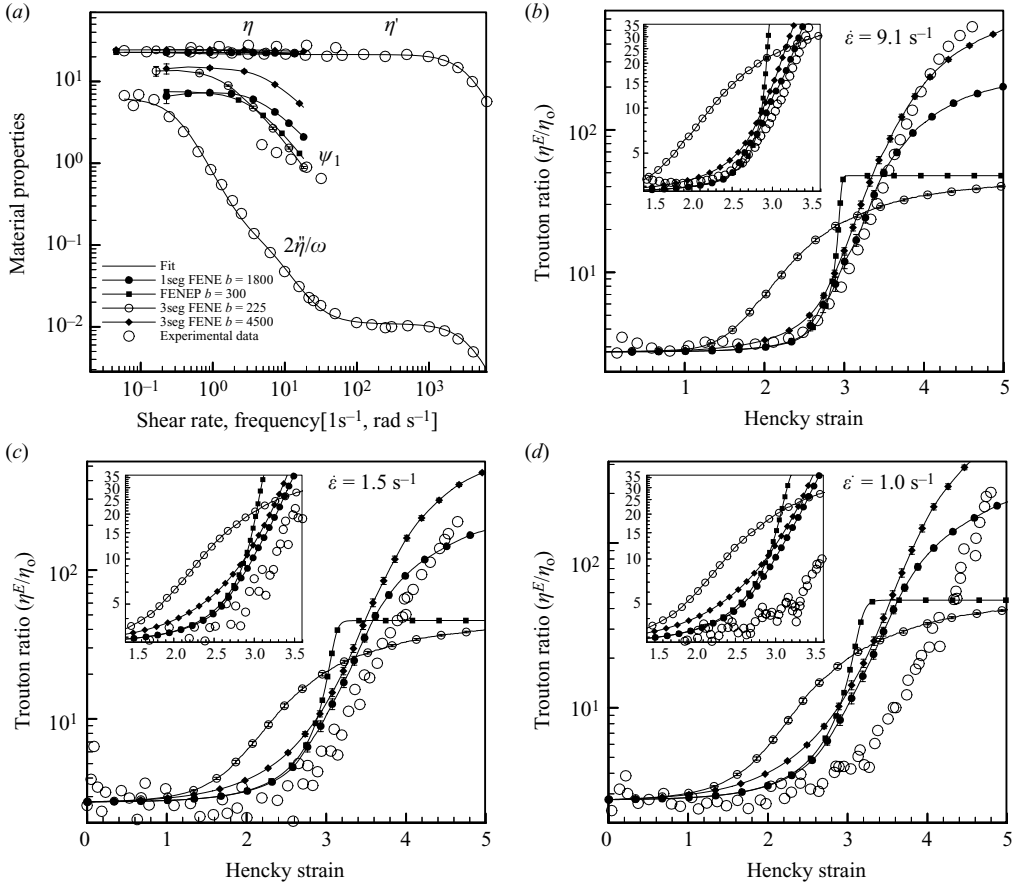 (a)
η η'
10¹
10⁰
10⁻¹
10⁻²
Material properties
ψ₁
2η"/ω
Fit
1seg FENE b = 1800
FENEP b = 300
3seg FENE b = 225
3seg FENE b = 4500
Experimental data
10⁻¹ 10⁰ 10¹ 10² 10³
Shear rate, frequency[1s⁻¹, rad s⁻¹]
(b)
ε̇ = 9.1 s⁻¹
35
30
25
20
15
10
5
1.5 2.0 2.5 3.0 3.5
10²
10¹
Trouton ratio (ηᴱ/ηₒ)
1 2 3 4 5
Hencky strain
(c)
ε̇ = 1.5 s⁻¹
35
30
25
20
15
10
5
1.5 2.0 2.5 3.0 3.5
10²
10¹
Trouton ratio (ηᴱ/ηₒ)
0 1 2 3 4 5
Hencky strain
(d)
ε̇ = 1.0 s⁻¹
35
30
25
20
15
10
5
1.5 2.0 2.5 3.0 3.5
10²
10¹
Trouton ratio (ηᴱ/ηₒ)
0 1 2 3 4 5
Hencky strain